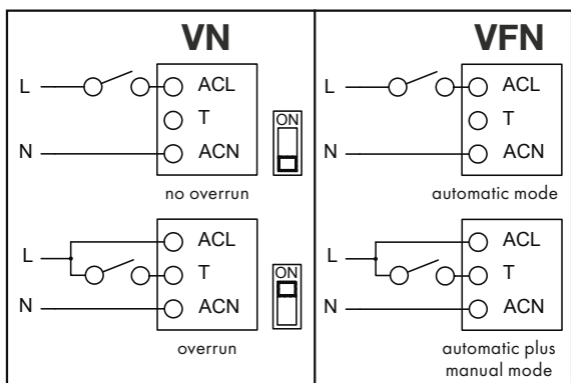 VN
L
ACL
T
N
ACN
ON
no overrun
L
ACL
T
N
ACN
ON
overrun
VFN
L
ACL
T
N
ACN
automatic mode
L
ACL
T
N
ACN
automatic plus
manual mode